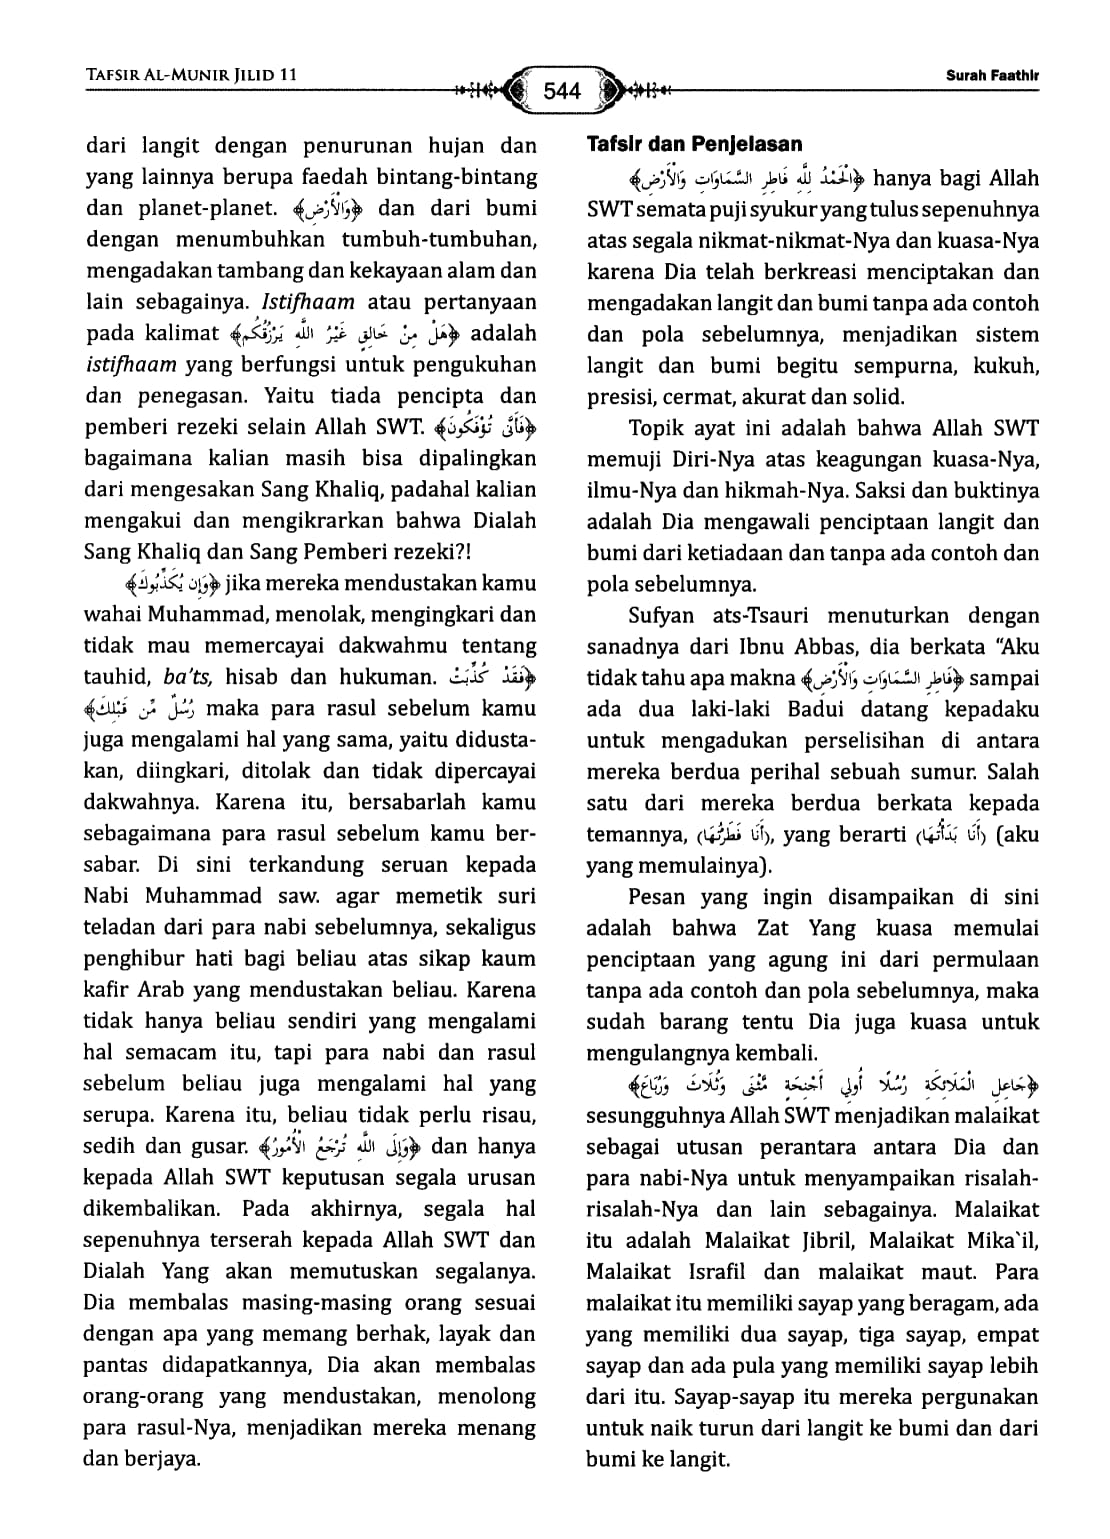 TAFSIR AL-MUNIR JILID 11
544
Surah Faathir
dari langit dengan penurunan hujan dan
yang lainnya berupa faedah bintang-bintang
dan planet-planet. ﴿وَالْأَرْضِ﴾ dan dari bumi
dengan menumbuhkan tumbuh-tumbuhan,
mengadakan tambang dan kekayaan alam dan
lain sebagainya. Istifhaam atau pertanyaan
pada kalimat ﴿هَلْ مِنْ خَالِقٍ غَيْرُ اللَّهِ يَرْزُقُكُم﴾ adalah
istifhaam yang berfungsi untuk pengukuhan
dan penegasan. Yaitu tiada pencipta dan
pemberi rezeki selain Allah SWT. ﴿فَأَنَّى تُؤْفَكُونَ﴾
bagaimana kalian masih bisa dipalingkan
dari mengesakan Sang Khaliq, padahal kalian
mengakui dan mengikrarkan bahwa Dialah
Sang Khaliq dan Sang Pemberi rezeki?!
﴿وَإِن يُكَذِّبُوكَ﴾ jika mereka mendustakan kamu
wahai Muhammad, menolak, mengingkari dan
tidak mau memercayai dakwahmu tentang
tauhid, ba'ts, hisab dan hukuman. ﴿فَقَدْ كُذِّبَتْ
رُسُلٌ مِّن قَبْلِكَ﴾ maka para rasul sebelum kamu
juga mengalami hal yang sama, yaitu didusta-
kan, diingkari, ditolak dan tidak dipercayai
dakwahnya. Karena itu, bersabarlah kamu
sebagaimana para rasul sebelum kamu ber-
sabar. Di sini terkandung seruan kepada
Nabi Muhammad saw. agar memetik suri
teladan dari para nabi sebelumnya, sekaligus
penghibur hati bagi beliau atas sikap kaum
kafir Arab yang mendustakan beliau. Karena
tidak hanya beliau sendiri yang mengalami
hal semacam itu, tapi para nabi dan rasul
sebelum beliau juga mengalami hal yang
serupa. Karena itu, beliau tidak perlu risau,
sedih dan gusar. ﴿وَإِلَى اللَّهِ تُرْجَعُ الْأُمُورُ﴾ dan hanya
kepada Allah SWT keputusan segala urusan
dikembalikan. Pada akhirnya, segala hal
sepenuhnya terserah kepada Allah SWT dan
Dialah Yang akan memutuskan segalanya.
Dia membalas masing-masing orang sesuai
dengan apa yang memang berhak, layak dan
pantas didapatkannya, Dia akan membalas
orang-orang yang mendustakan, menolong
para rasul-Nya, menjadikan mereka menang
dan berjaya.
Tafsir dan Penjelasan
﴿الْحَمْدُ لِلَّهِ فَاطِرِ السَّمَاوَاتِ وَالْأَرْضِ﴾ hanya bagi Allah
SWT semata puji syukur yang tulus sepenuhnya
atas segala nikmat-nikmat-Nya dan kuasa-Nya
karena Dia telah berkreasi menciptakan dan
mengadakan langit dan bumi tanpa ada contoh
dan pola sebelumnya, menjadikan sistem
langit dan bumi begitu sempurna, kukuh,
presisi, cermat, akurat dan solid.
Topik ayat ini adalah bahwa Allah SWT
memuji Diri-Nya atas keagungan kuasa-Nya,
ilmu-Nya dan hikmah-Nya. Saksi dan buktinya
adalah Dia mengawali penciptaan langit dan
bumi dari ketiadaan dan tanpa ada contoh dan
pola sebelumnya.
Sufyan ats-Tsauri menuturkan dengan
sanadnya dari Ibnu Abbas, dia berkata “Aku
tidak tahu apa makna ﴿فَاطِرِ السَّمَاوَاتِ وَالْأَرْضِ﴾ sampai
ada dua laki-laki Badui datang kepadaku
untuk mengadukan perselisihan di antara
mereka berdua perihal sebuah sumur. Salah
satu dari mereka berdua berkata kepada
temannya, (أَنَا فَطَرْتُهَا), yang berarti (أَنَا بَدَأْتُهَا) (aku
yang memulainya).
Pesan yang ingin disampaikan di sini
adalah bahwa Zat Yang kuasa memulai
penciptaan yang agung ini dari permulaan
tanpa ada contoh dan pola sebelumnya, maka
sudah barang tentu Dia juga kuasa untuk
mengulangnya kembali.
﴿جَاعِلِ الْمَلَائِكَةِ رُسُلًا أُولِي أَجْنِحَةٍ مَّثْنَى وَثُلَاثَ وَرُبَاعَ﴾
sesungguhnya Allah SWT menjadikan malaikat
sebagai utusan perantara antara Dia dan
para nabi-Nya untuk menyampaikan risalah-
risalah-Nya dan lain sebagainya. Malaikat
itu adalah Malaikat Jibril, Malaikat Mika`il,
Malaikat Israfil dan malaikat maut. Para
malaikat itu memiliki sayap yang beragam, ada
yang memiliki dua sayap, tiga sayap, empat
sayap dan ada pula yang memiliki sayap lebih
dari itu. Sayap-sayap itu mereka pergunakan
untuk naik turun dari langit ke bumi dan dari
bumi ke langit.